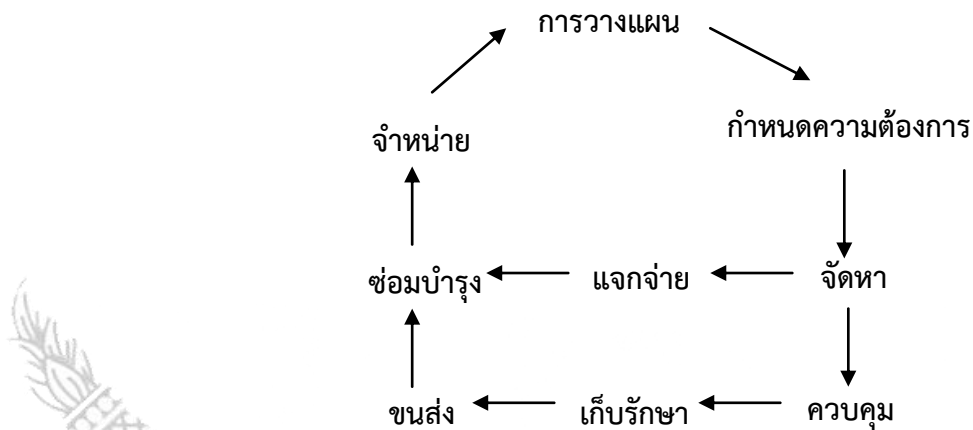 การวางแผน
กำหนดความต้องการ
จำหน่าย
ซ่อมบำรุง
แจกจ่าย
จัดหา
ขนส่ง
เก็บรักษา
ควบคุม